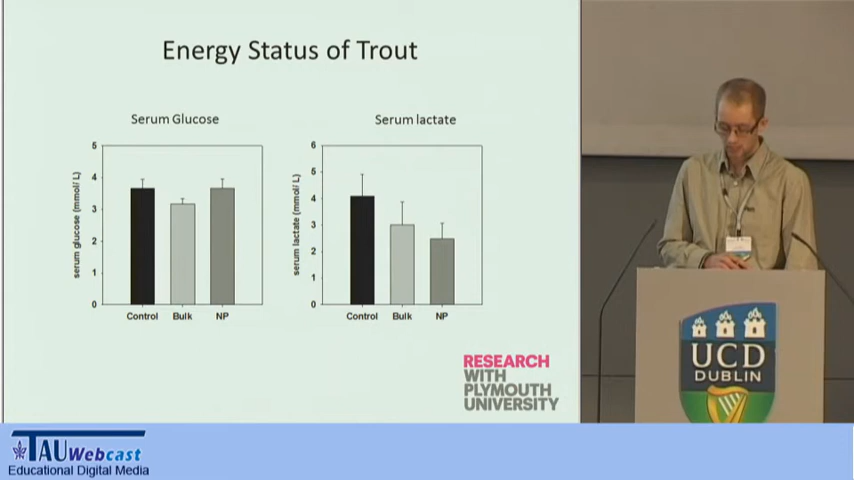 Energy Status of Trout
Serum Glucose
serum glucose (mmol/ L)
5
4
3
2
1
0
Control Bulk NP
Serum lactate
serum lactate (mmol/ L)
6
5
4
3
2
1
0
Control Bulk NP
RESEARCH
WITH
PLYMOUTH
UNIVERSITY
UCD
DUBLIN
TAU Webcast
Educational Digital Media